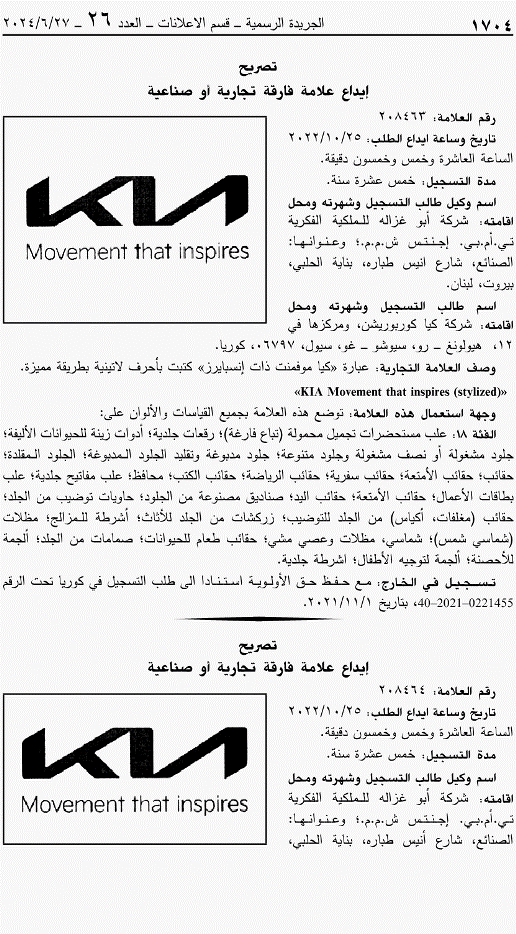 ١٧٠٤
الجريدة الرسمية – قسم الاعلانات – العدد ٢٦ – ٢٠٢٤/٦/٢٧
تصريح
إيداع علامة فارقة تجارية أو صناعية
رقم العلامة: ٢٠٨٤٦٣
تاريخ وساعة ايداع الطلب: ٢٠٢٢/١٠/٢٥
الساعة العاشرة وخمس وخمسون دقيقة.
مدة التسجيل: خمس عشرة سنة.
اسم وكيل طالب التسجيل وشهرته ومحل
اقامته: شركة أبو غزاله للملكية الفكرية
تي.أم.بي. إجنتس ش.م.م.؛ وعنوانها:
الصنائع، شارع انيس طباره، بناية الحلبي،
بيروت، لبنان.
اسم طالب التسجيل وشهرته ومحل
اقامته: شركة كيا كوربوريشن، ومركزها في
١٢، هيولونغ – رو، سيوشو – غو، سيول، ٠٦٧٩٧، كوريا.
KIA
Movement that inspires
وصف العلامة التجارية: عبارة «كيا موفمنت ذات إنسبايرز» كتبت بأحرف لاتينية بطريقة مميزة.
«KIA Movement that inspires (stylized)»
وجهة استعمال هذه العلامة: توضع هذه العلامة بجميع القياسات والألوان على:
الفئة ١٨: علب مستحضرات تجميل محمولة (تباع فارغة)؛ رقعات جلدية؛ أدوات زينة للحيوانات الأليفة؛
جلود مشغولة أو نصف مشغولة وجلود متنوعة؛ جلود مدبوغة وتقليد الجلود المدبوغة؛ الجلود المقلدة؛
حقائب؛ حقائب الأمتعة؛ حقائب سفرية؛ حقائب الرياضة؛ حقائب الكتب؛ محافظ؛ علب مفاتيح جلدية؛ علب
بطاقات الأعمال؛ حقائب الأمتعة؛ حقائب اليد؛ صناديق مصنوعة من الجلود؛ حاويات توضيب من الجلد؛
حقائب (مغلفات، أكياس) من الجلد للتوضيب؛ زركشات من الجلد للأثاث؛ أشرطة للمزالج؛ مظلات
(شماسي شمس)؛ شماسي، مظلات وعصي مشي؛ حقائب طعام للحيوانات؛ صمامات من الجلد؛ ألجمة
للأحصنة؛ ألجمة لتوجيه الأطفال؛ اشرطة جلدية.
تسجيل في الخارج: مع حفظ حق الأولوية استنادا الى طلب التسجيل في كوريا تحت الرقم
40-2021-0221455، بتاريخ ٢٠٢١/١١/١.
تصريح
إيداع علامة فارقة تجارية أو صناعية
رقم العلامة: ٢٠٨٤٦٤
تاريخ وساعة ايداع الطلب: ٢٠٢٢/١٠/٢٥
الساعة العاشرة وخمس وخمسون دقيقة.
مدة التسجيل: خمس عشرة سنة.
اسم وكيل طالب التسجيل وشهرته ومحل
اقامته: شركة أبو غزاله للملكية الفكرية
تي.أم.بي. إجنتس ش.م.م.؛ وعنوانها:
الصنائع، شارع أنيس طباره، بناية الحلبي،
KIA
Movement that inspires